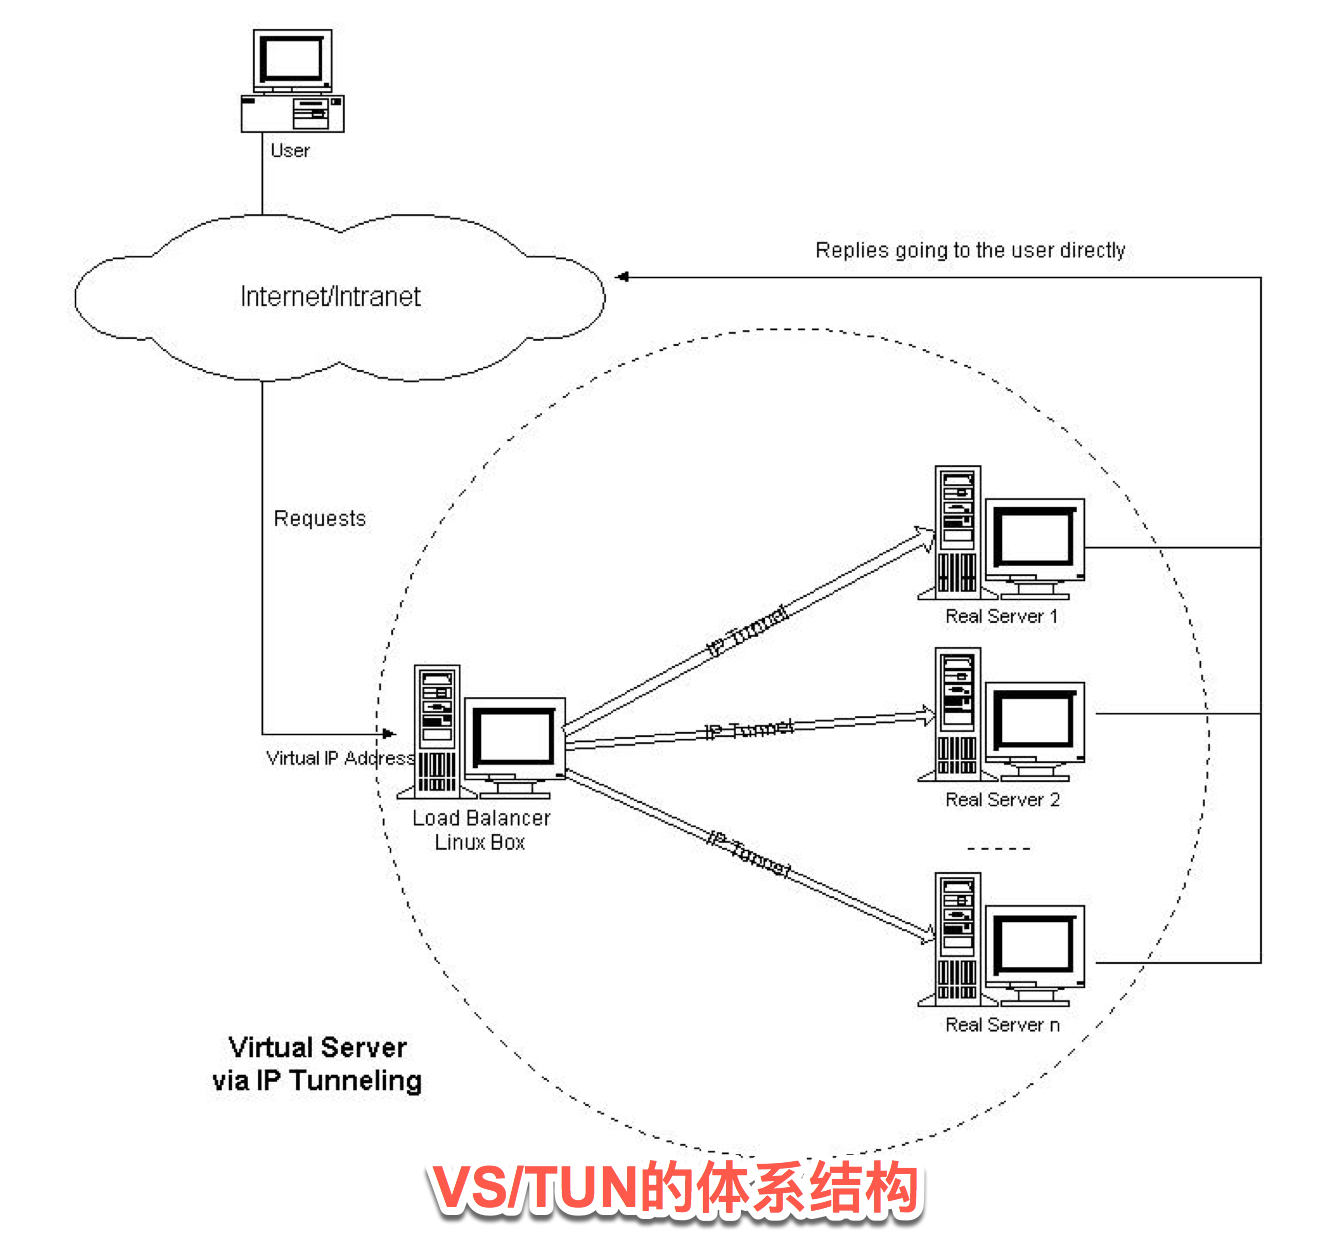 User
Replies going to the user directly
Internet/Intranet
Requests
Real Server 1
IP Tunnel
IP Tunnel
Virtual IP Address
Real Server 2
Load Balancer
Linux Box
IP Tunnel
Real Server n
Virtual Server
via IP Tunneling
VS/TUN的体系结构